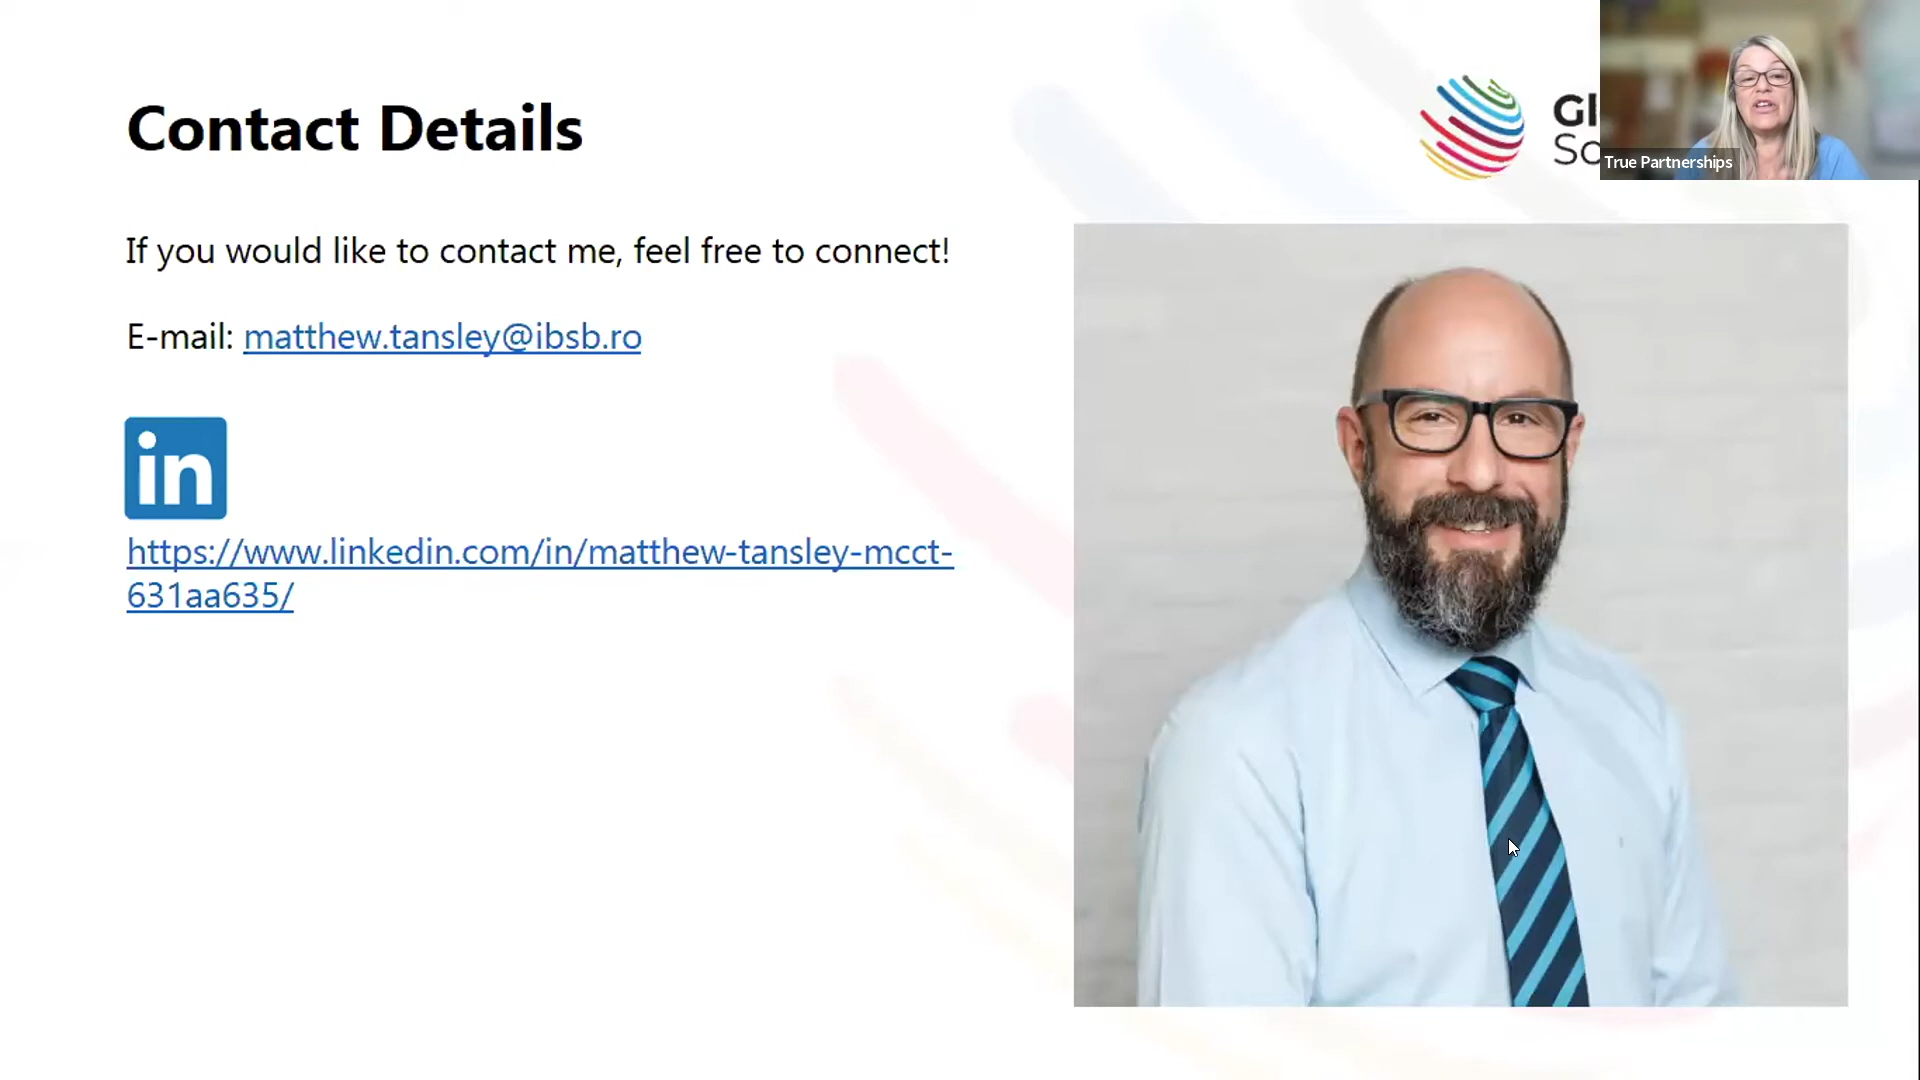 Contact Details
True Partnerships
If you would like to contact me, feel free to connect!
E-mail: matthew.tansley@ibsb.ro
in
https://www.linkedin.com/in/matthew-tansley-mcct-
631aa635/